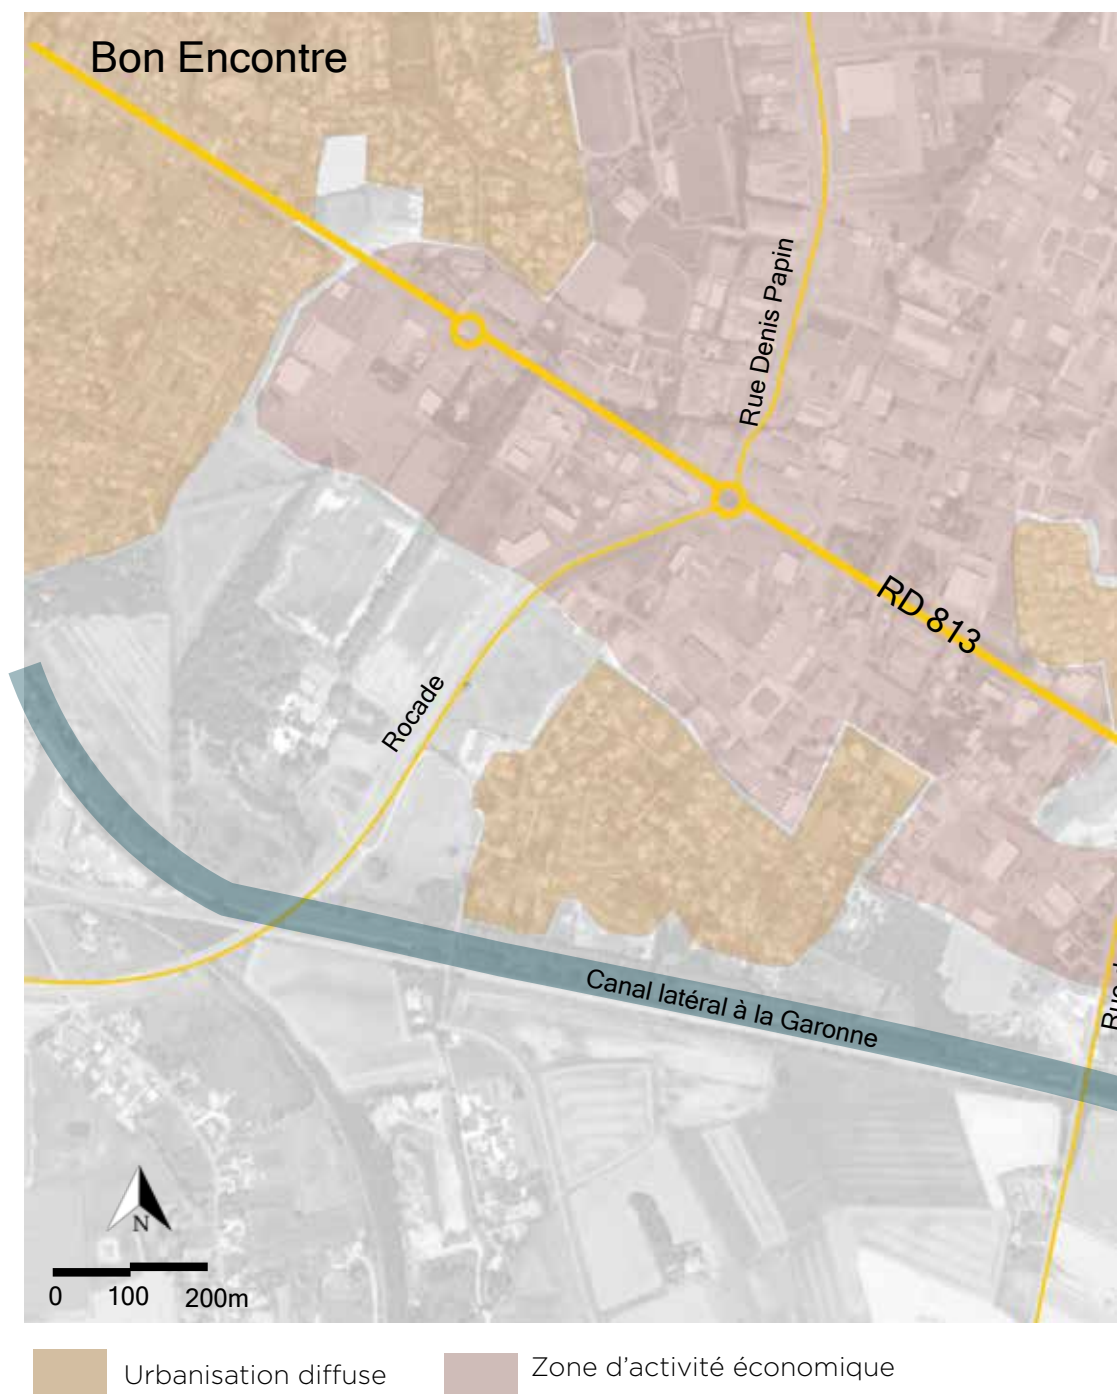 Bon Encontre
Rue Denis Papin
RD 813
Rocade
Canal latéral à la Garonne
Rue
N
0 100 200m
Urbanisation diffuse
Zone d'activité économique